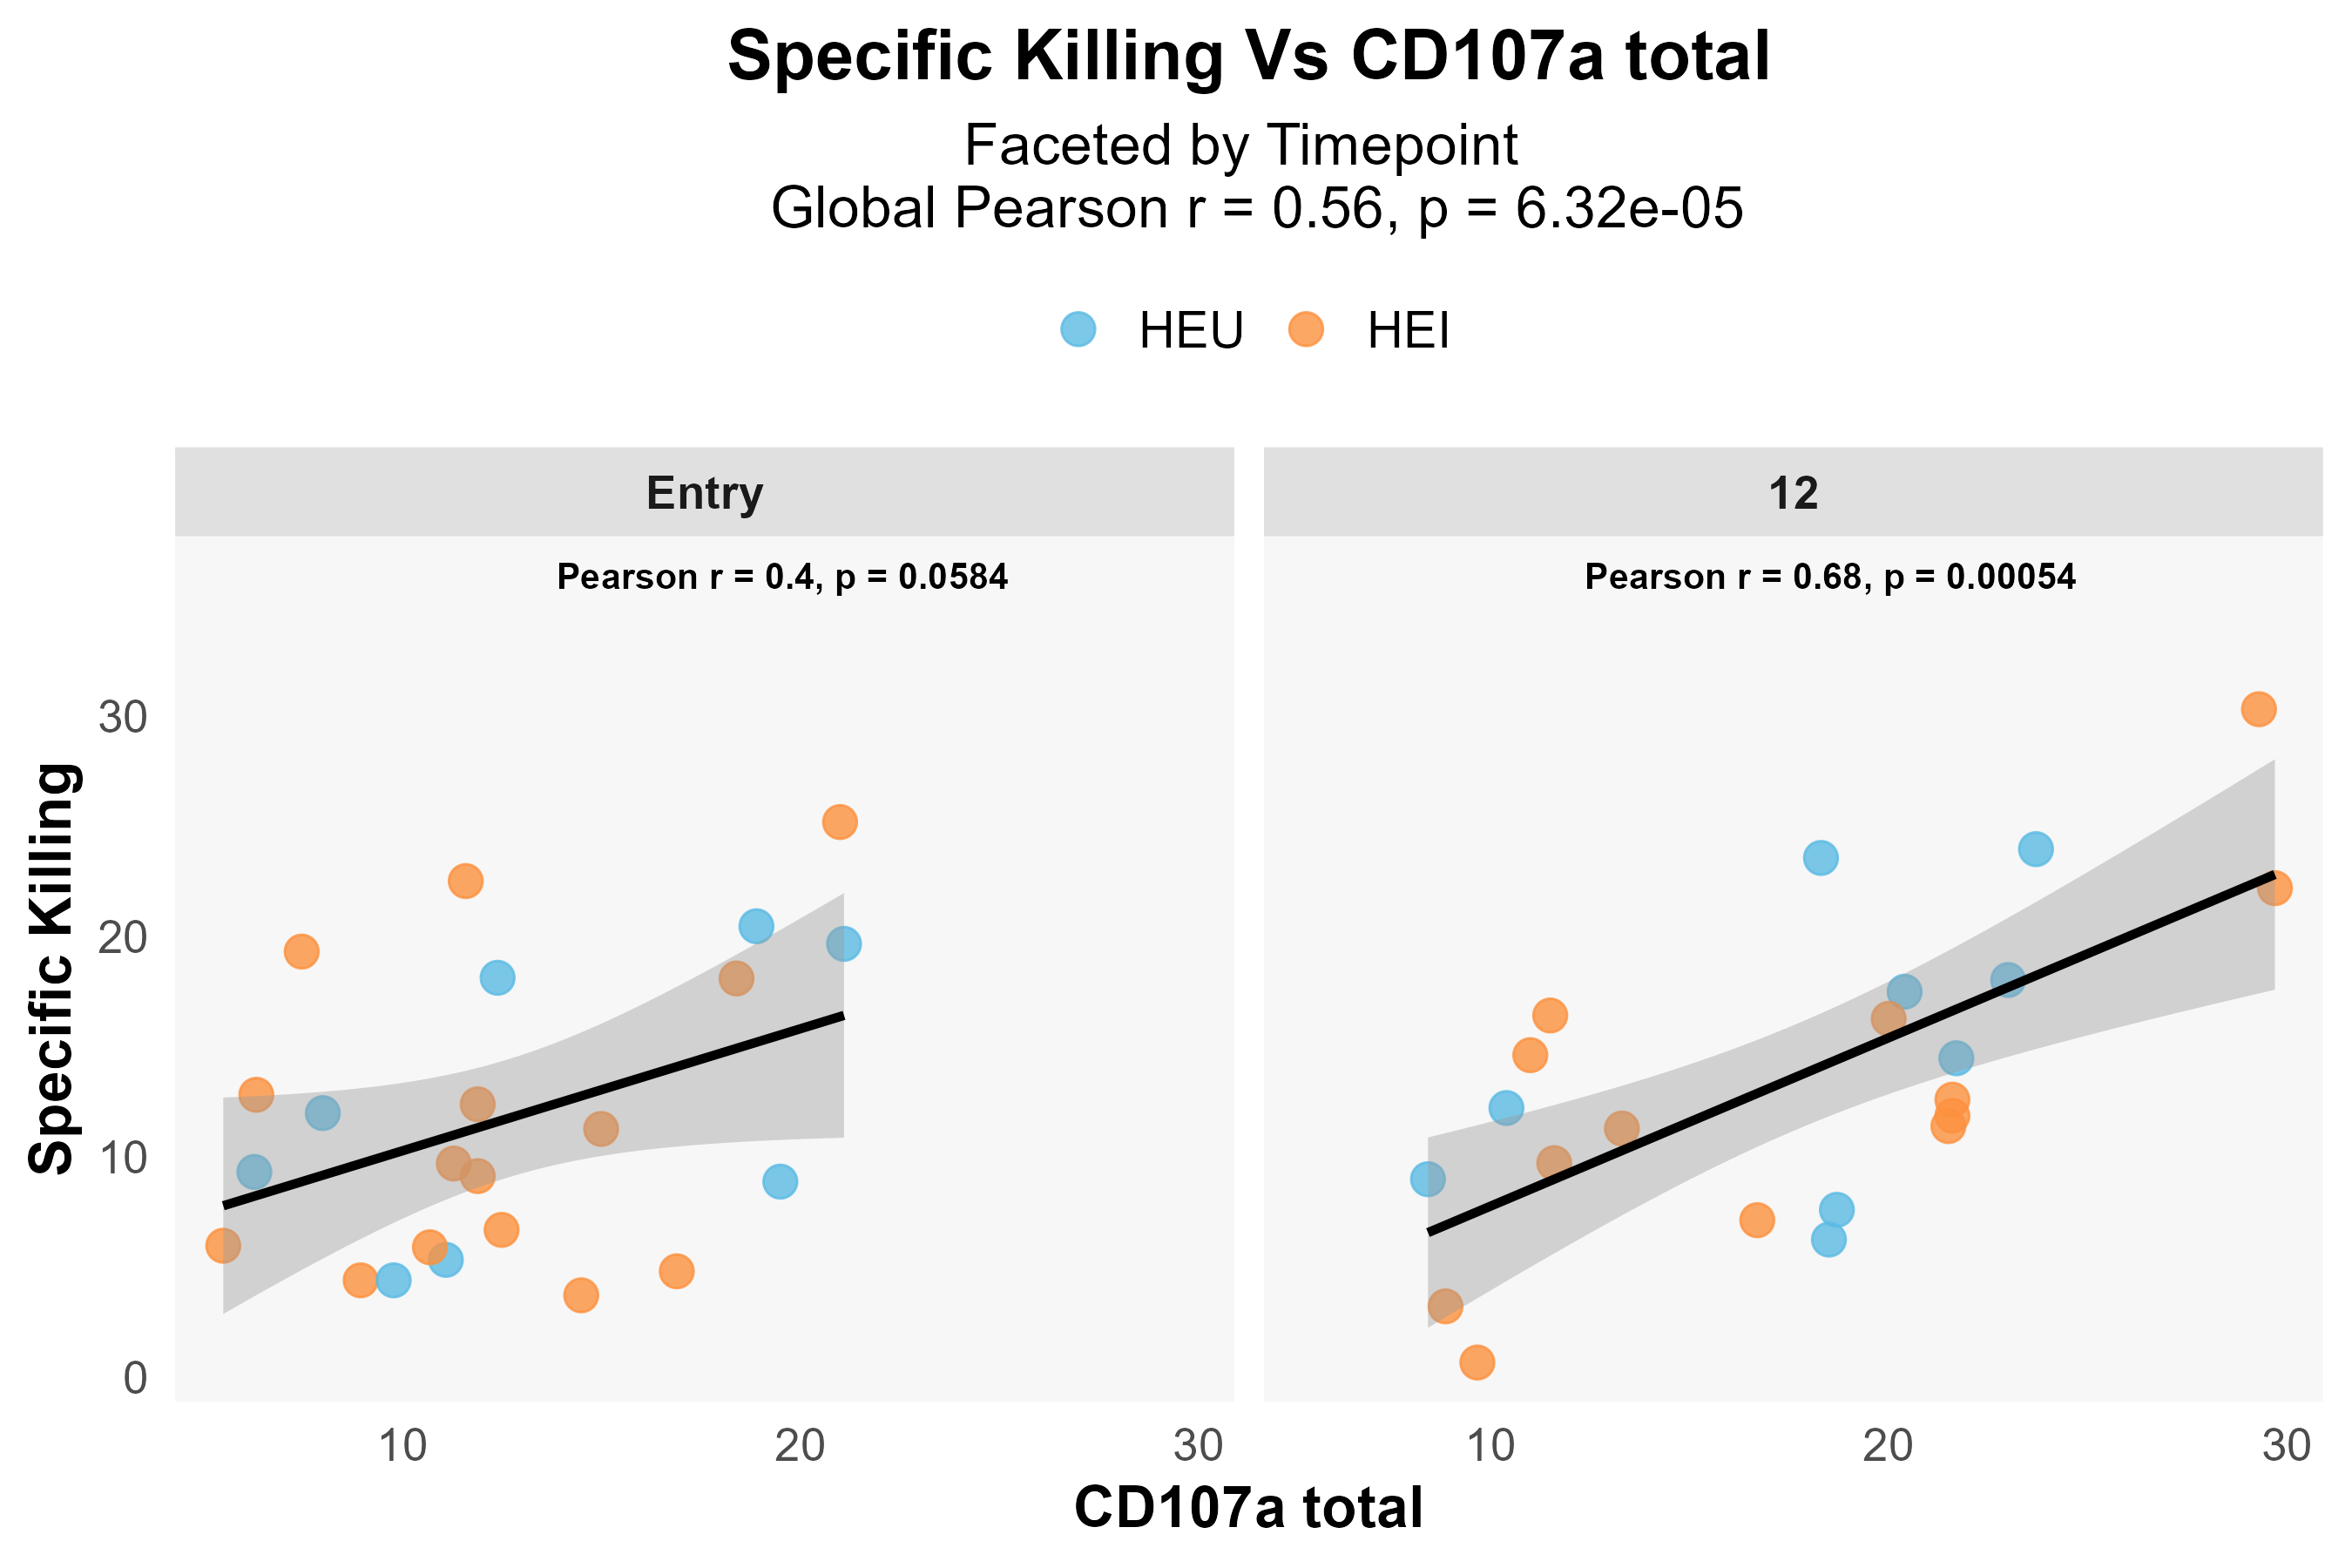 Specific Killing Vs CD107a total
Faceted by Timepoint
Global Pearson r = 0.56, p = 6.32e-05
HEU HEI
Entry 12
Pearson r = 0.4, p = 0.0584
Pearson r = 0.68, p = 0.00054
Specific Killing
30
20
10
0
10 20 30 10 20 30
CD107a total